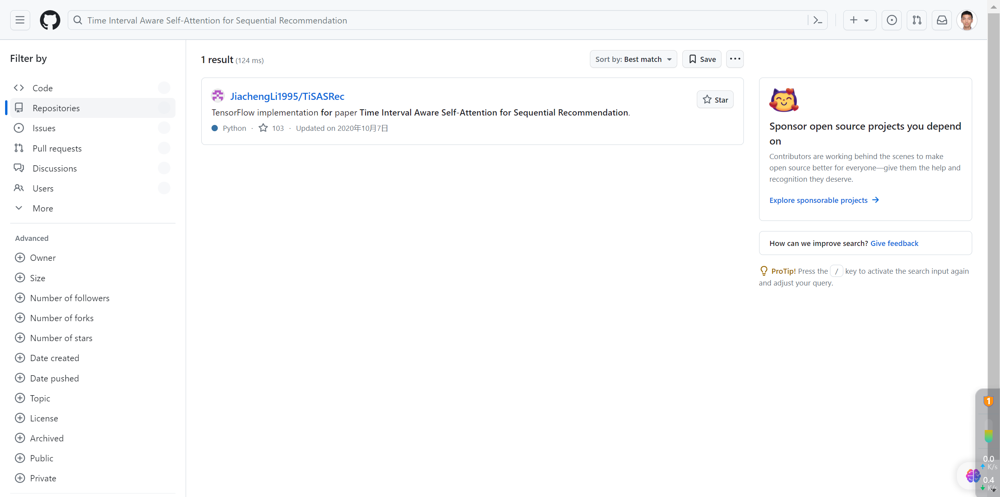 Time Interval Aware Self-Attention for Sequential Recommendation
Filter by
Code
Repositories
Issues
Pull requests
Discussions
Users
More
Advanced
Owner
Size
Number of followers
Number of forks
Number of stars
Date created
Date pushed
Topic
License
Archived
Public
Private
1 result (124 ms)
Sort by: Best match
Save
JiachengLi1995/TiSASRec
Star
TensorFlow implementation for paper Time Interval Aware Self-Attention for Sequential Recommendation.
Python · 103 · Updated on 2020年10月7日
Sponsor open source projects you depend
on
Contributors are working behind the scenes to make
open source better for everyone—give them the help and
recognition they deserve.
Explore sponsorable projects
How can we improve search? Give feedback
ProTip! Press the / key to activate the search input again
and adjust your query.
1
0.0
K/s
0.4
K/s